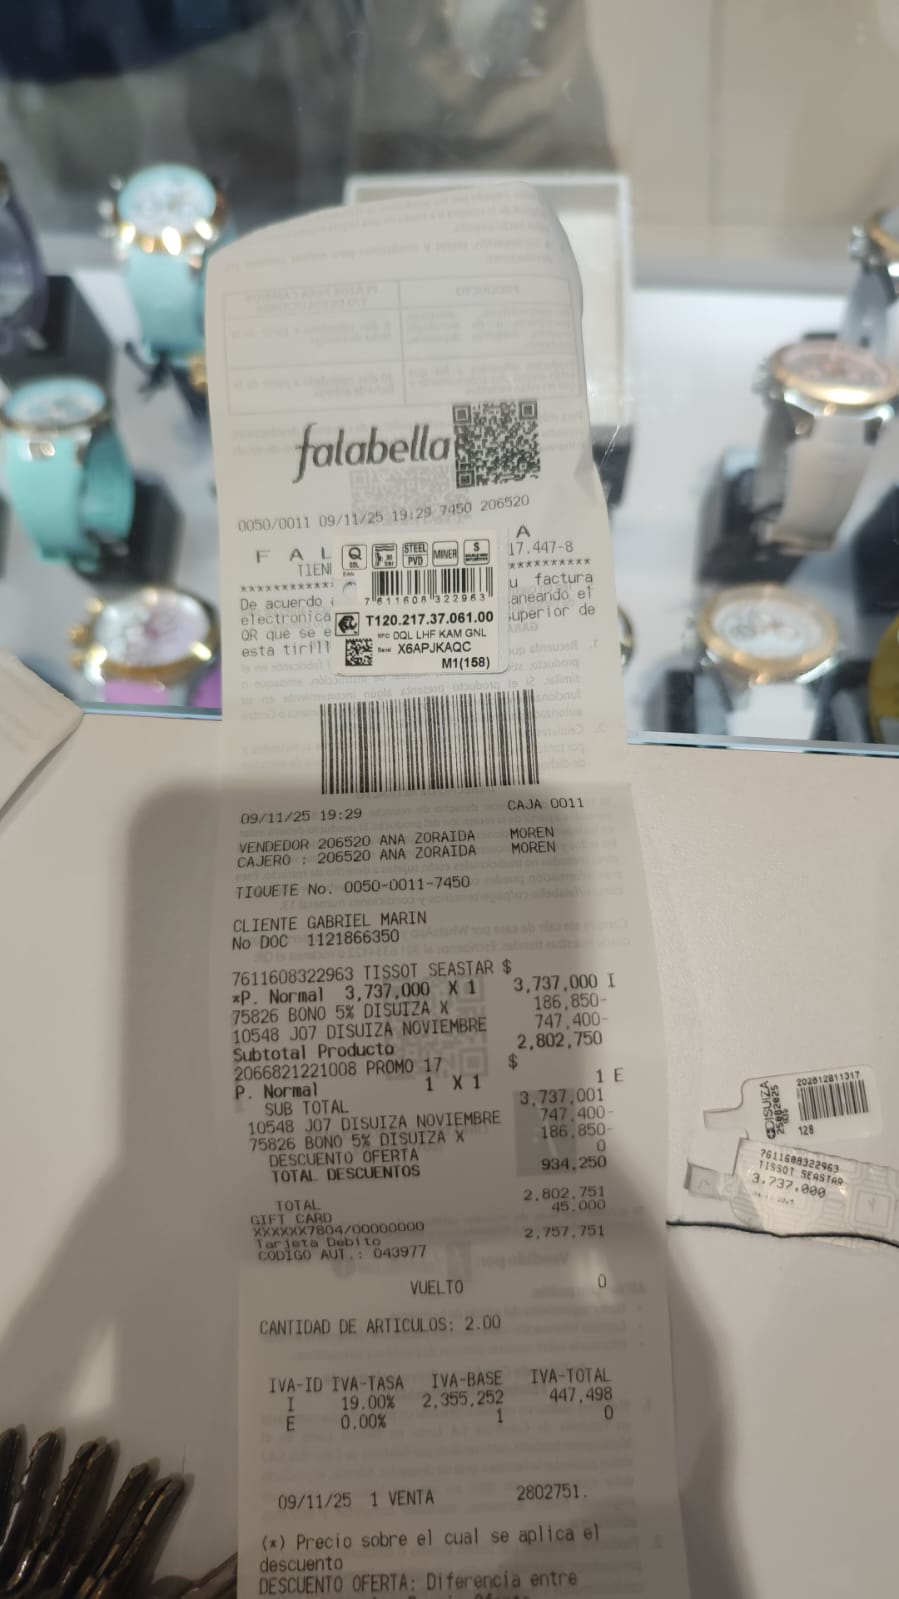 falabella
0050/0011 09/11/25 19:29 7450 206520
F A L A
TIEN 17.447-8
Q STEEL PVD MINER S
7 611608 322963
T120.217.37.061.00
0QL LHF KAM GNL
X6APJKAQC
M1(158)
De acuerdo u factura
electronica aneando el
QR que se e superior de
esta tirill
09/11/25 19:29 CAJA 0011
VENDEDOR 206520 ANA ZORAIDA MOREN
CAJERO : 206520 ANA ZORAIDA MOREN
TIQUETE No. 0050-0011-7450
CLIENTE GABRIEL MARIN
No DOC 1121866350
7611608322963 TISSOT SEASTAR $
*P. Normal 3,737,000 X 1 3,737,000 I
75826 BONO 5% DISUIZA X 186,850-
10548 J07 DISUIZA NOVIEMBRE 747,400-
Subtotal Producto 2,802,750
2066821221008 PROMO 17 $
P. Normal 1 X 1 1 E
SUB TOTAL 3,737,001
10548 J07 DISUIZA NOVIEMBRE 747,400-
75826 BONO 5% DISUIZA X 186,850-
DESCUENTO OFERTA 0
TOTAL DESCUENTOS 934,250
TOTAL 2,802,751
GIFT CARD 45,000
XXXXXX7804/00000000
Tarjeta Debito 2,757,751
CODIGO AUT.: 043977
VUELTO 0
CANTIDAD DE ARTICULOS: 2.00
IVA-ID IVA-TASA IVA-BASE IVA-TOTAL
I 19.00% 2,355,252 447,498
E 0.00% 1 0
09/11/25 1 VENTA 2802751.
(*) Precio sobre el cual se aplica el
descuento
DESCUENTO OFERTA: Diferencia entre
DISUIZA
202512811317
128
7611608322963
TISSOT SEASTAR
3.737.000